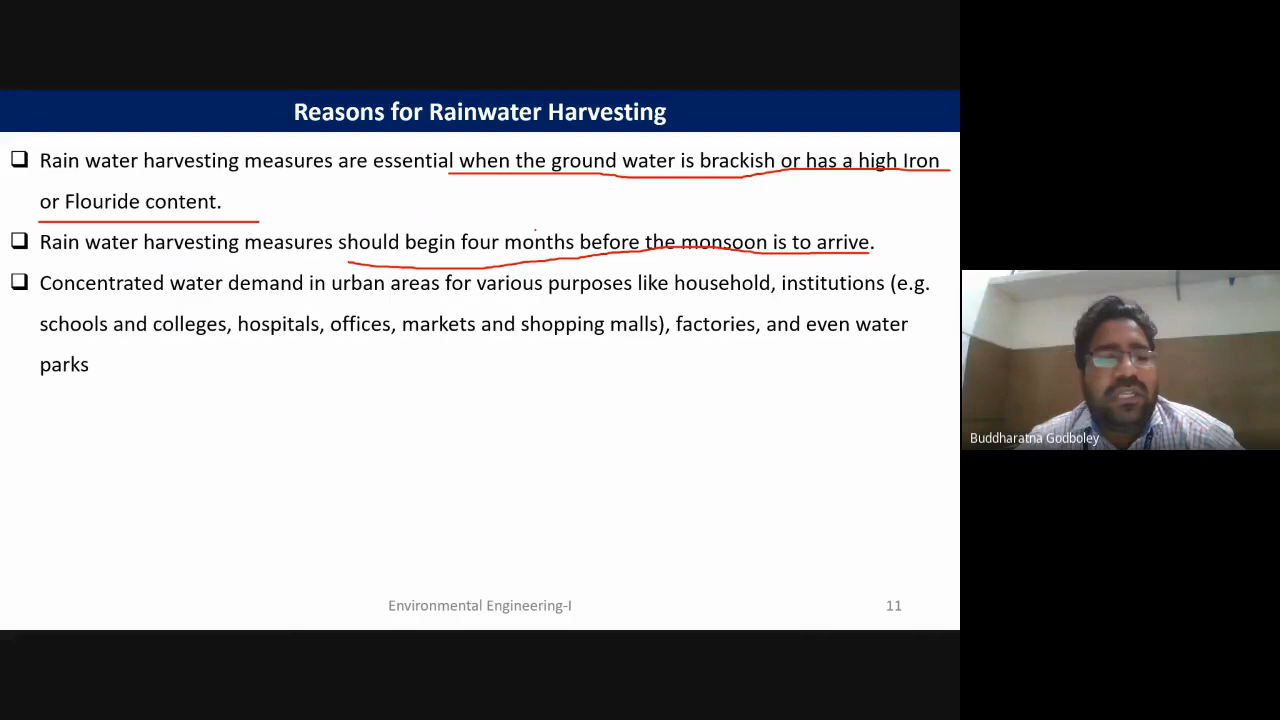 Reasons for Rainwater Harvesting
❑ Rain water harvesting measures are essential when the ground water is brackish or has a high Iron
or Flouride content.
❑ Rain water harvesting measures should begin four months before the monsoon is to arrive.
❑ Concentrated water demand in urban areas for various purposes like household, institutions (e.g.
schools and colleges, hospitals, offices, markets and shopping malls), factories, and even water
parks
Buddharatna Godboley
Environmental Engineering-I 11